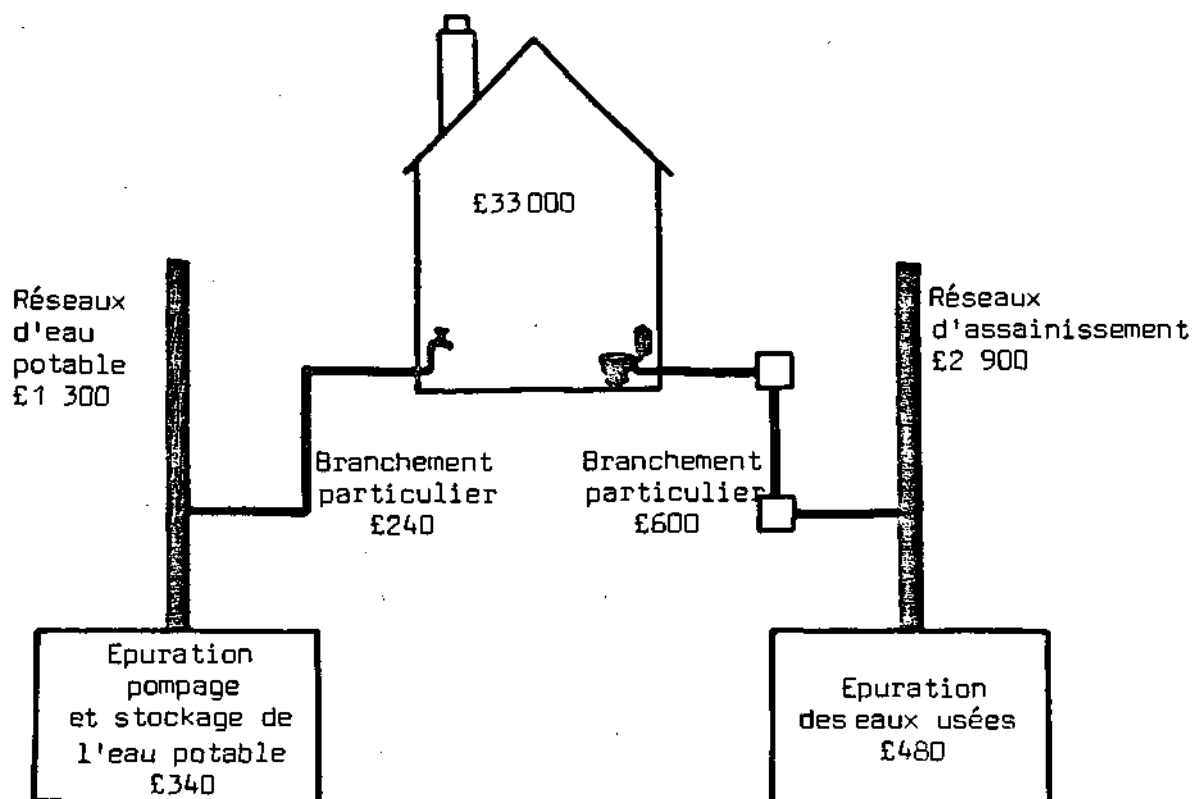 £33 000
Réseaux
d'eau
potable
£1 300
Réseaux
d'assainissement
£2 900
Branchement
particulier
£240
Branchement
particulier
£600
Epuration
pompage
et stockage de
l'eau potable
£340
Epuration
des eaux usées
£480